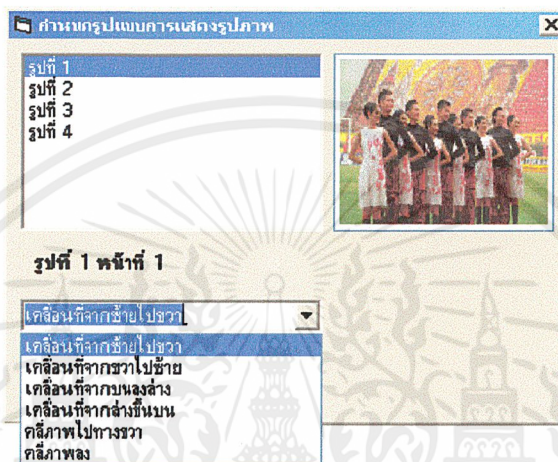 กำหนดรูปแบบการแสดงรูปภาพ
รูปที่ 1
รูปที่ 2
รูปที่ 3
รูปที่ 4
รูปที่ 1 หน้าที่ 1
เคลื่อนที่จากซ้ายไปขวา
เคลื่อนที่จากซ้ายไปขวา
เคลื่อนที่จากขวาไปซ้าย
เคลื่อนที่จากบนลงล่าง
เคลื่อนที่จากล่างขึ้นบน
คลี่ภาพไปทางขวา
คลี่ภาพลง